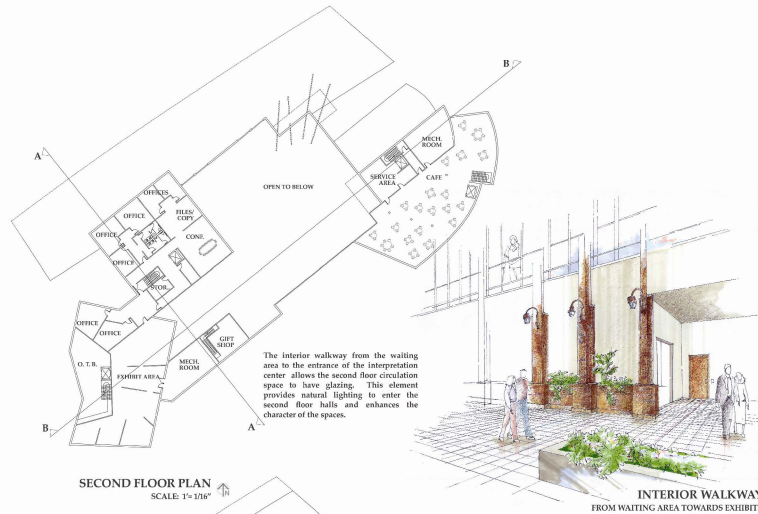 B
MECH.
ROOM
A
SERVICE
AREA
CAFE
OPEN TO BELOW
OFFICES
OFFICE
FILES/
COPY
OFFICE
CONF.
OFFICE
STOR.
OFFICE
OFFICE
GIFT
SHOP
O. T. B.
MECH.
ROOM
EXHIBIT AREA
The interior walkway from the waiting
area to the entrance of the interpretation
center allows the second floor circulation
space to have glazing. This element
provides natural lighting to enter the
second floor halls and enhances the
character of the spaces.
B
A
SECOND FLOOR PLAN
N
SCALE: 1'= 1/16"
INTERIOR WALKWAY
FROM WAITING AREA TOWARDS EXHIBIT